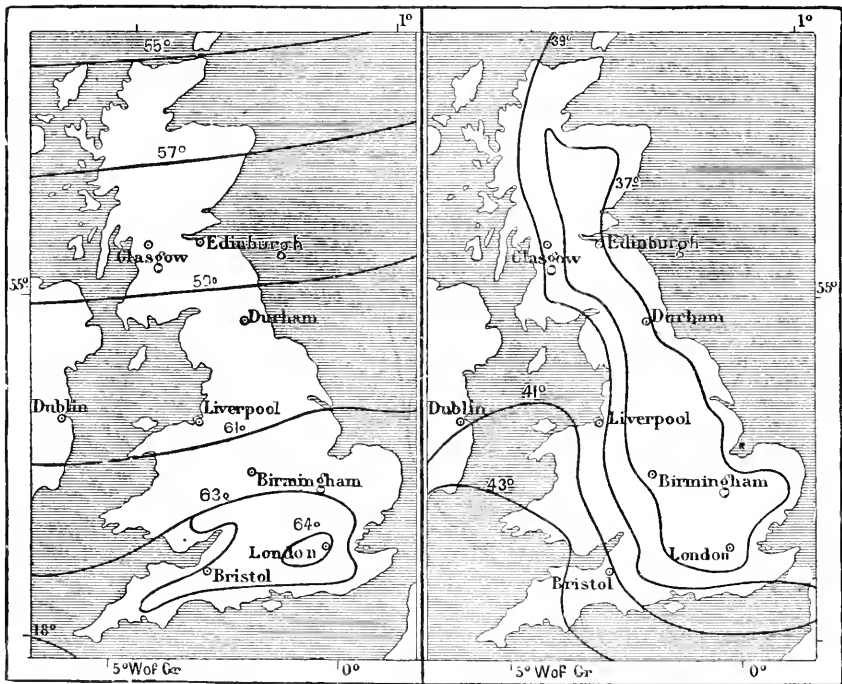 1°
55°
57°
Edinburgh
Glasgow
59°
55°
Durham
Dublin
Liverpool
61°
Birmingham
63°
64°
London
Bristol
5° W of Gr
0°
1°
39°
37°
Edinburgh
Glasgow
55°
Durham
41°
Dublin
Liverpool
Birmingham
43°
London
Bristol
5° W of Gr
0°